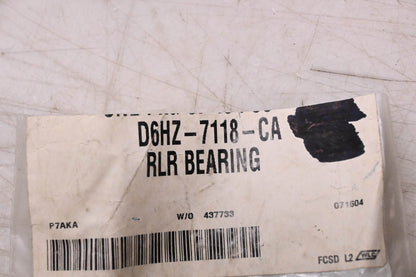 D6HZ-7118-CA
RLR BEARING
P7AKA
W/O 437733
071604
FCSD L2